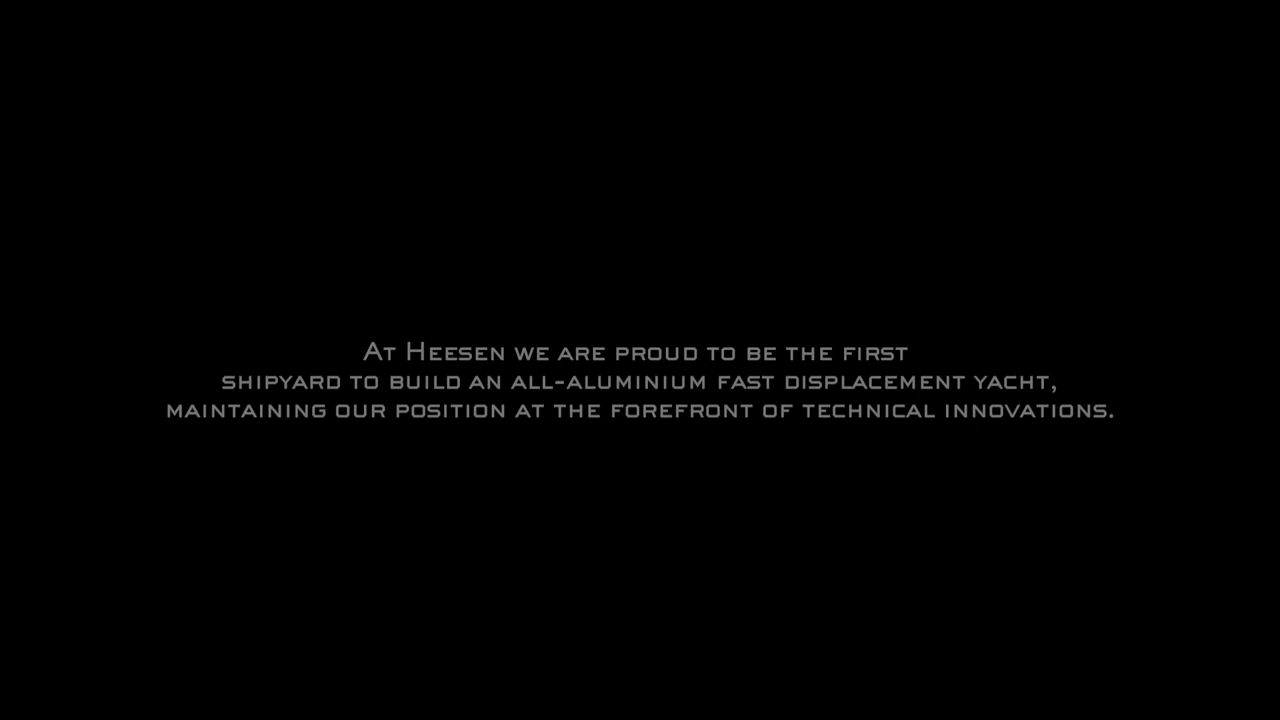 At Heesen we are proud to be the first
shipyard to build an all-aluminium fast displacement yacht,
maintaining our position at the forefront of technical innovations.